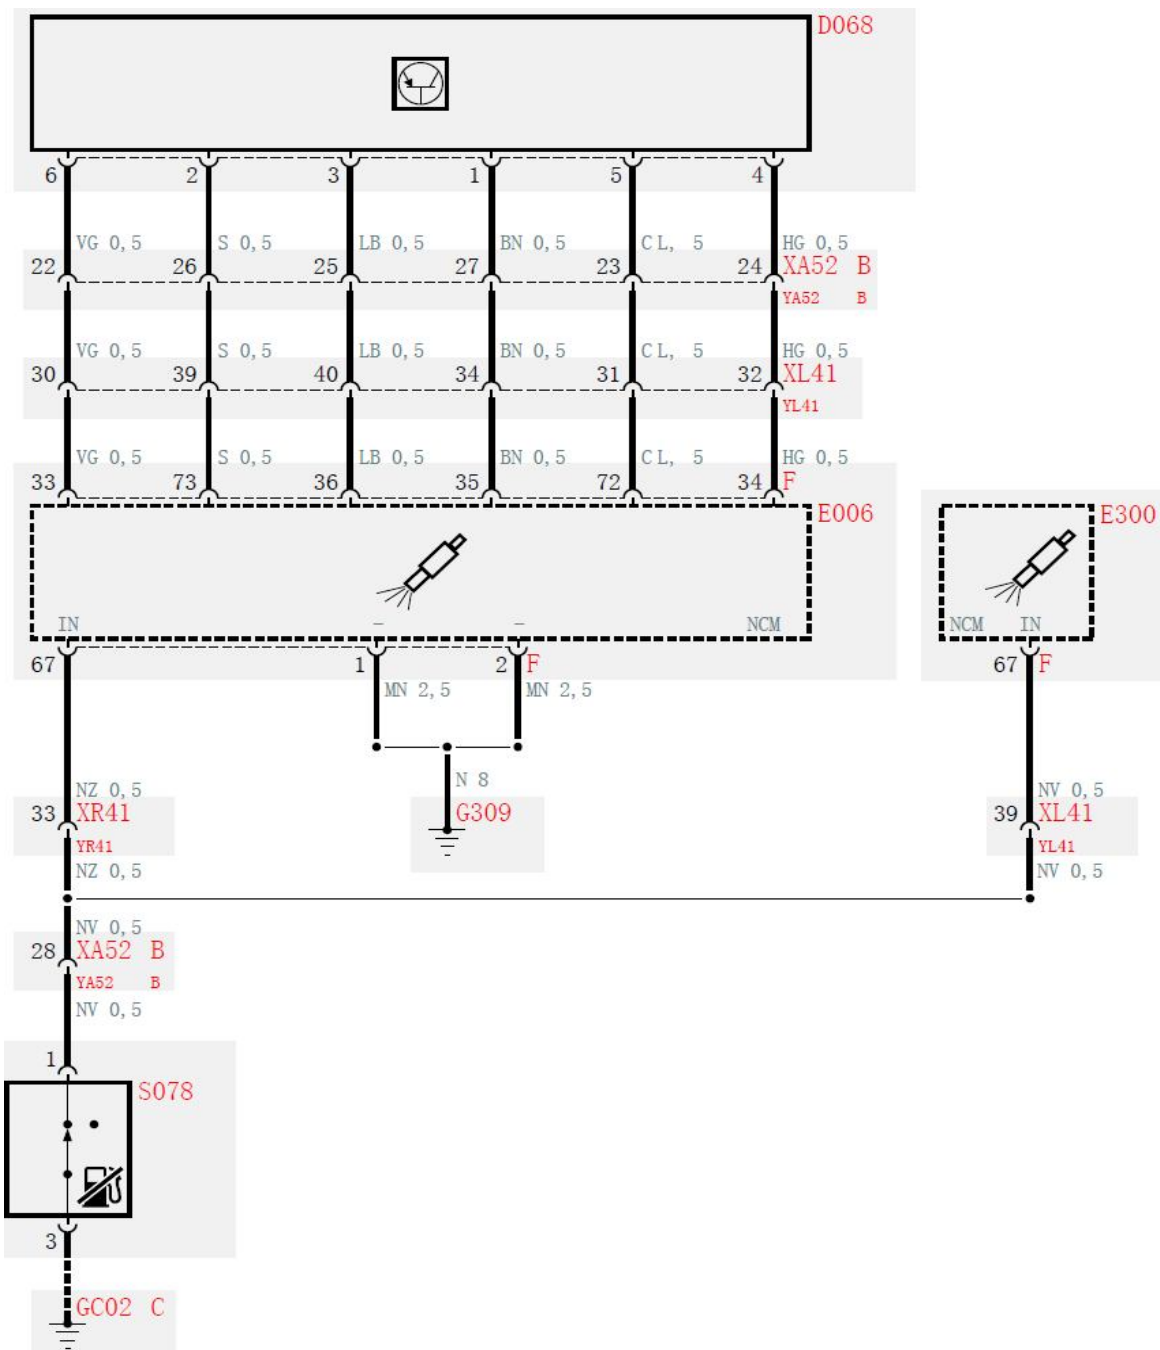 D068
6 2 3 1 5 4
VG 0,5 S 0,5 LB 0,5 BN 0,5 CL, 5 HG 0,5
22 26 25 27 23 24 XA52 B
YA52 B
VG 0,5 S 0,5 LB 0,5 BN 0,5 CL, 5 HG 0,5
30 39 40 34 31 32 XL41
YL41
VG 0,5 S 0,5 LB 0,5 BN 0,5 CL, 5 HG 0,5
33 73 36 35 72 34 F
E006 E300
IN - - NCM NCM IN
67 1 2 F 67 F
MN 2,5 MN 2,5
N 8
NZ 0,5 NV 0,5
33 XR41 G309 39 XL41
YR41 YL41
NZ 0,5 NV 0,5
NV 0,5
28 XA52 B
YA52 B
NV 0,5
1
S078
3
GC02 C